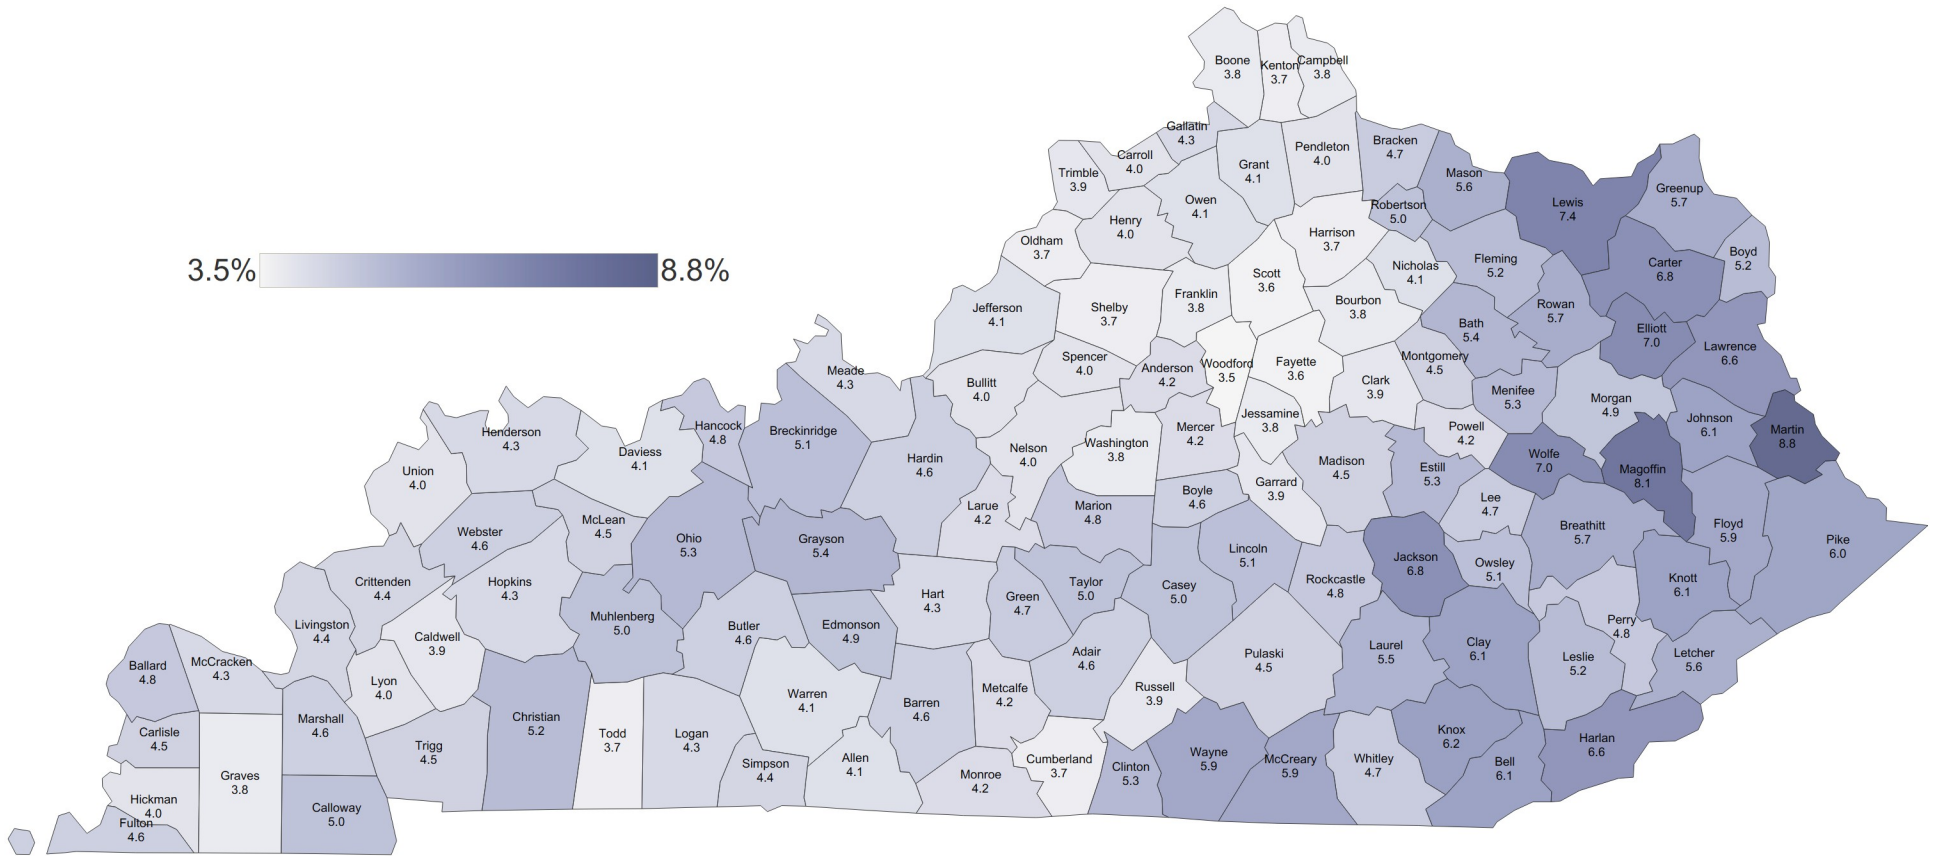 Boone
3.8
Kenton
3.7
Campbell
3.8
Gallatin
4.3
Carroll
4.0
Trimble
3.9
Grant
4.1
Pendleton
4.0
Bracken
4.7
Mason
5.6
Robertson
5.0
Lewis
7.4
Greenup
5.7
Owen
4.1
Henry
4.0
Oldham
3.7
Harrison
3.7
Nicholas
4.1
Fleming
5.2
Carter
6.8
Boyd
5.2
3.5%
8.8%
Scott
3.6
Franklin
3.8
Shelby
3.7
Jefferson
4.1
Bourbon
3.8
Bath
5.4
Rowan
5.7
Elliott
7.0
Lawrence
6.6
Spencer
4.0
Anderson
4.2
Woodford
3.5
Fayette
3.6
Clark
3.9
Montgomery
4.5
Menifee
5.3
Morgan
4.9
Johnson
6.1
Martin
8.8
Meade
4.3
Bullitt
4.0
Jessamine
3.8
Mercer
4.2
Washington
3.8
Nelson
4.0
Powell
4.2
Henderson
4.3
Daviess
4.1
Hancock
4.8
Breckinridge
5.1
Hardin
4.6
Madison
4.5
Estill
5.3
Wolfe
7.0
Magoffin
8.1
Union
4.0
Garrard
3.9
Boyle
4.6
Marion
4.8
Larue
4.2
Lee
4.7
Breathitt
5.7
Floyd
5.9
Pike
6.0
Webster
4.6
McLean
4.5
Ohio
5.3
Grayson
5.4
Lincoln
5.1
Jackson
6.8
Owsley
5.1
Knott
6.1
Crittenden
4.4
Hopkins
4.3
Hart
4.3
Green
4.7
Taylor
5.0
Casey
5.0
Rockcastle
4.8
Livingston
4.4
Caldwell
3.9
Muhlenberg
5.0
Butler
4.6
Edmonson
4.9
Adair
4.6
Pulaski
4.5
Laurel
5.5
Clay
6.1
Perry
4.8
Leslie
5.2
Letcher
5.6
Ballard
4.8
McCracken
4.3
Lyon
4.0
Warren
4.1
Barren
4.6
Metcalfe
4.2
Russell
3.9
Carlisle
4.5
Marshall
4.6
Trigg
4.5
Christian
5.2
Todd
3.7
Logan
4.3
Simpson
4.4
Allen
4.1
Monroe
4.2
Cumberland
3.7
Clinton
5.3
Wayne
5.9
McCreary
5.9
Whitley
4.7
Knox
6.2
Bell
6.1
Harlan
6.6
Graves
3.8
Hickman
4.0
Fulton
4.6
Calloway
5.0